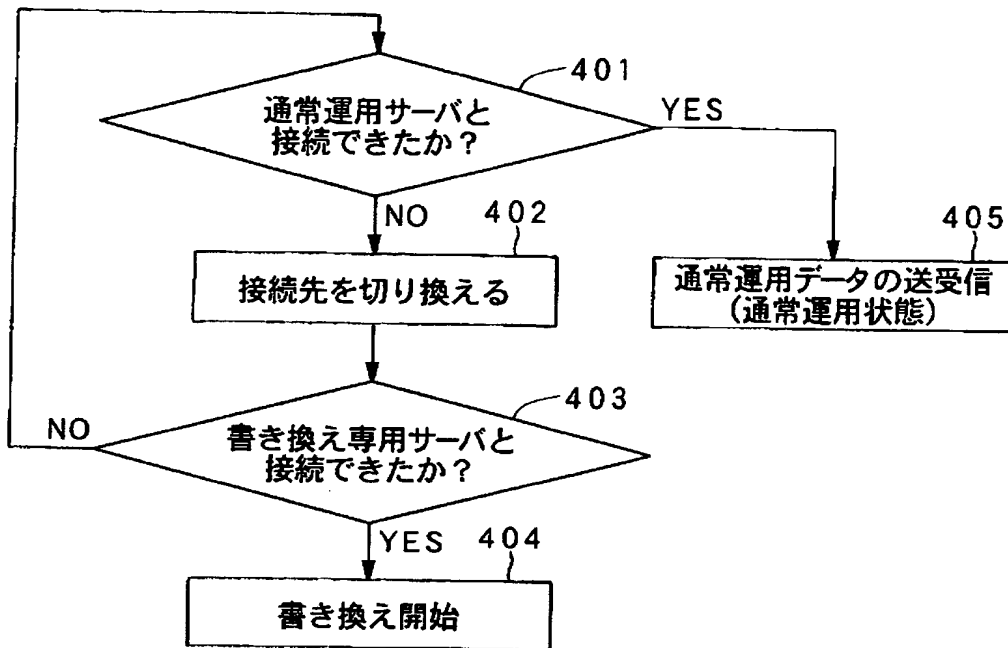 401
通常運用サーバと
接続できたか？
YES
NO
402
接続先を切り換える
405
通常運用データの送受信
(通常運用状態)
403
NO
書き換え専用サーバと
接続できたか？
YES
404
書き換え開始